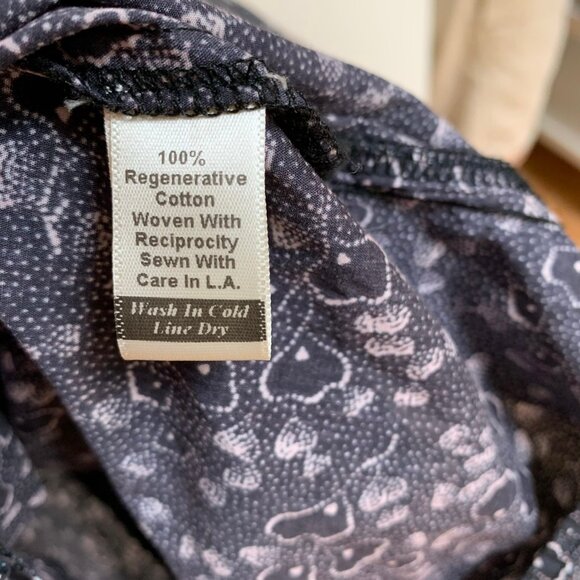 100%
Regenerative
Cotton
Woven With
Reciprocity
Sewn With
Care In L.A.
Wash In Cold
Line Dry